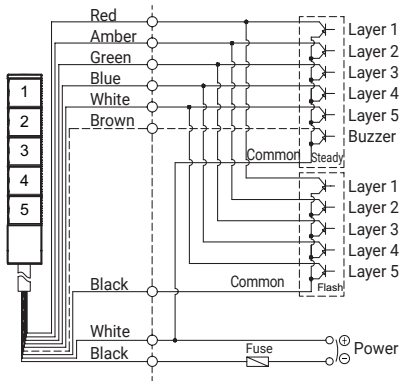 Red
Layer 1
Amber
Layer 2
Green
Layer 3
Blue
Layer 4
White
Layer 5
Brown
Buzzer
Common
Steady
1
2
3
4
5
Layer 1
Layer 2
Layer 3
Layer 4
Layer 5
Black
Common
Flash
White
Black
Fuse
+
Power
-